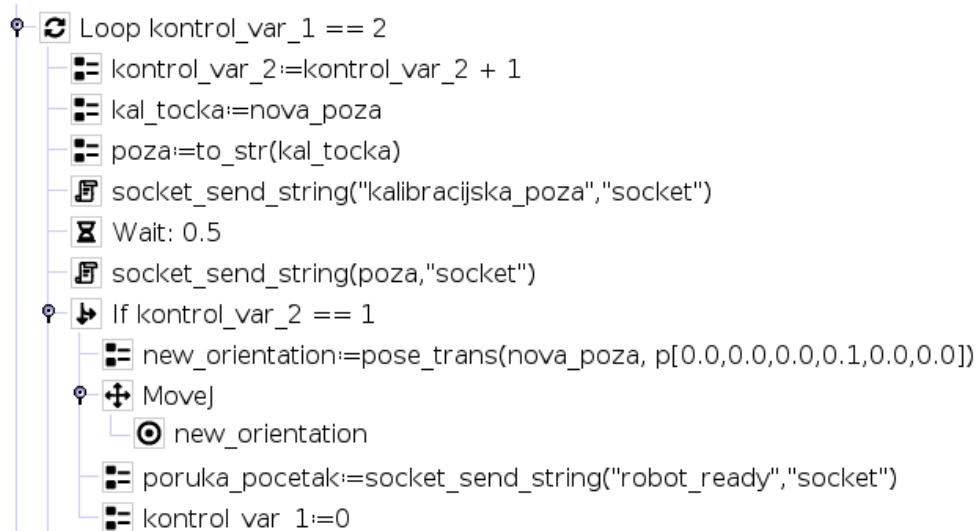 Loop kontrol_var_1 == 2
kontrol_var_2:=kontrol_var_2 + 1
kal_tocka:=nova_poza
poza:=to_str(kal_tocka)
socket_send_string("kalibracijska_poza","socket")
Wait: 0.5
socket_send_string(poza,"socket")
If kontrol_var_2 == 1
new_orientation:=pose_trans(nova_poza, p[0.0,0.0,0.0,0.1,0.0,0.0])
MoveJ
new_orientation
poruka_pocetak:=socket_send_string("robot_ready","socket")
kontrol_var_1:=0